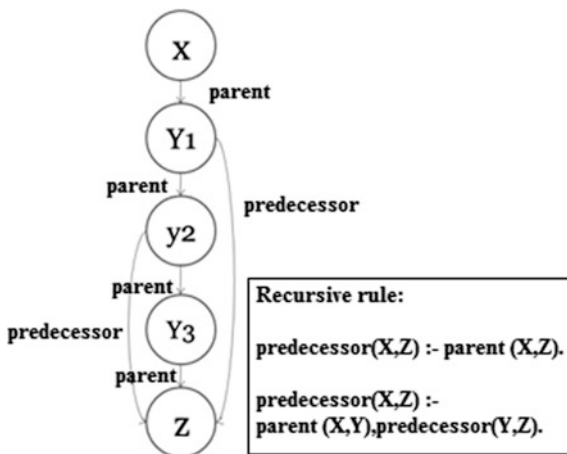 X
parent
Y1
parent
predecessor
y2
parent
predecessor
Y3
parent
Z
Recursive rule:
predecessor(X,Z) :- parent (X,Z).
predecessor(X,Z) :-
parent (X,Y),predecessor(Y,Z).